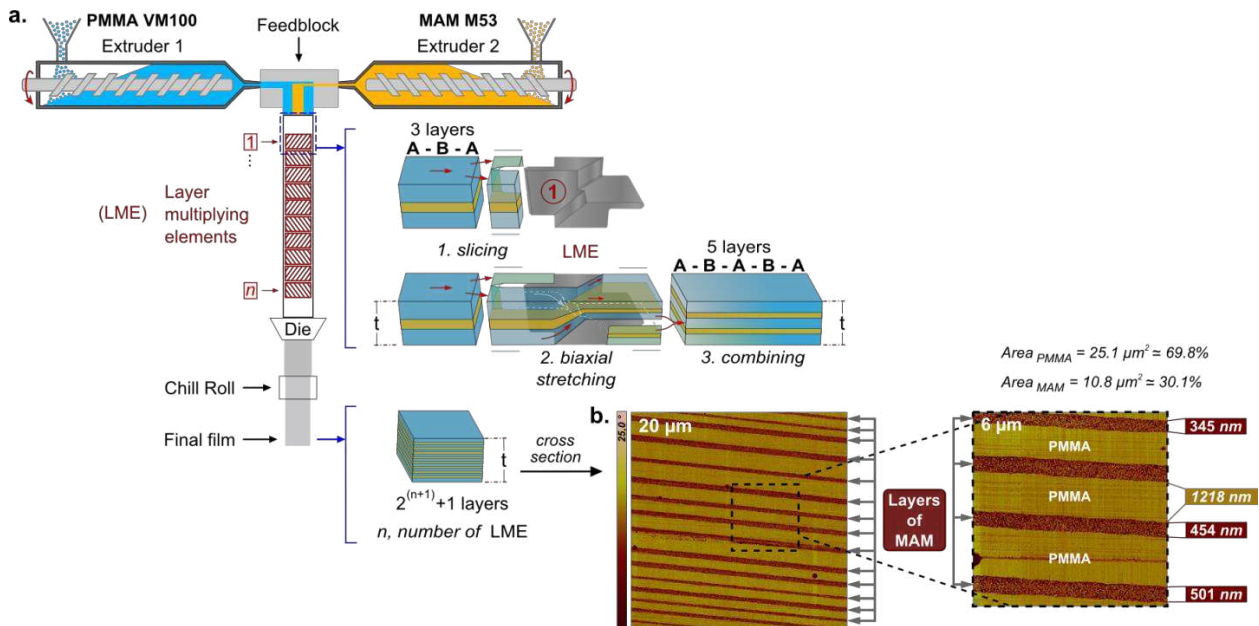 a.
PMMA VM100
Extruder 1
Feedblock
MAM M53
Extruder 2
1
⋮
n
(LME)
Layer
multiplying
elements
Die
Chill Roll
Final film
3 layers
A - B - A
1
1. slicing
LME
5 layers
A - B - A - B - A
t
t
2. biaxial
stretching
3. combining
t
2^(n+1)+1 layers
n, number of LME
cross
section
Area PMMA = 25.1 µm² ≃ 69.8%
Area MAM = 10.8 µm² ≃ 30.1%
b.
25.0 °
20 µm
Layers
of
MAM
6 µm
PMMA
PMMA
PMMA
345 nm
1218 nm
454 nm
501 nm